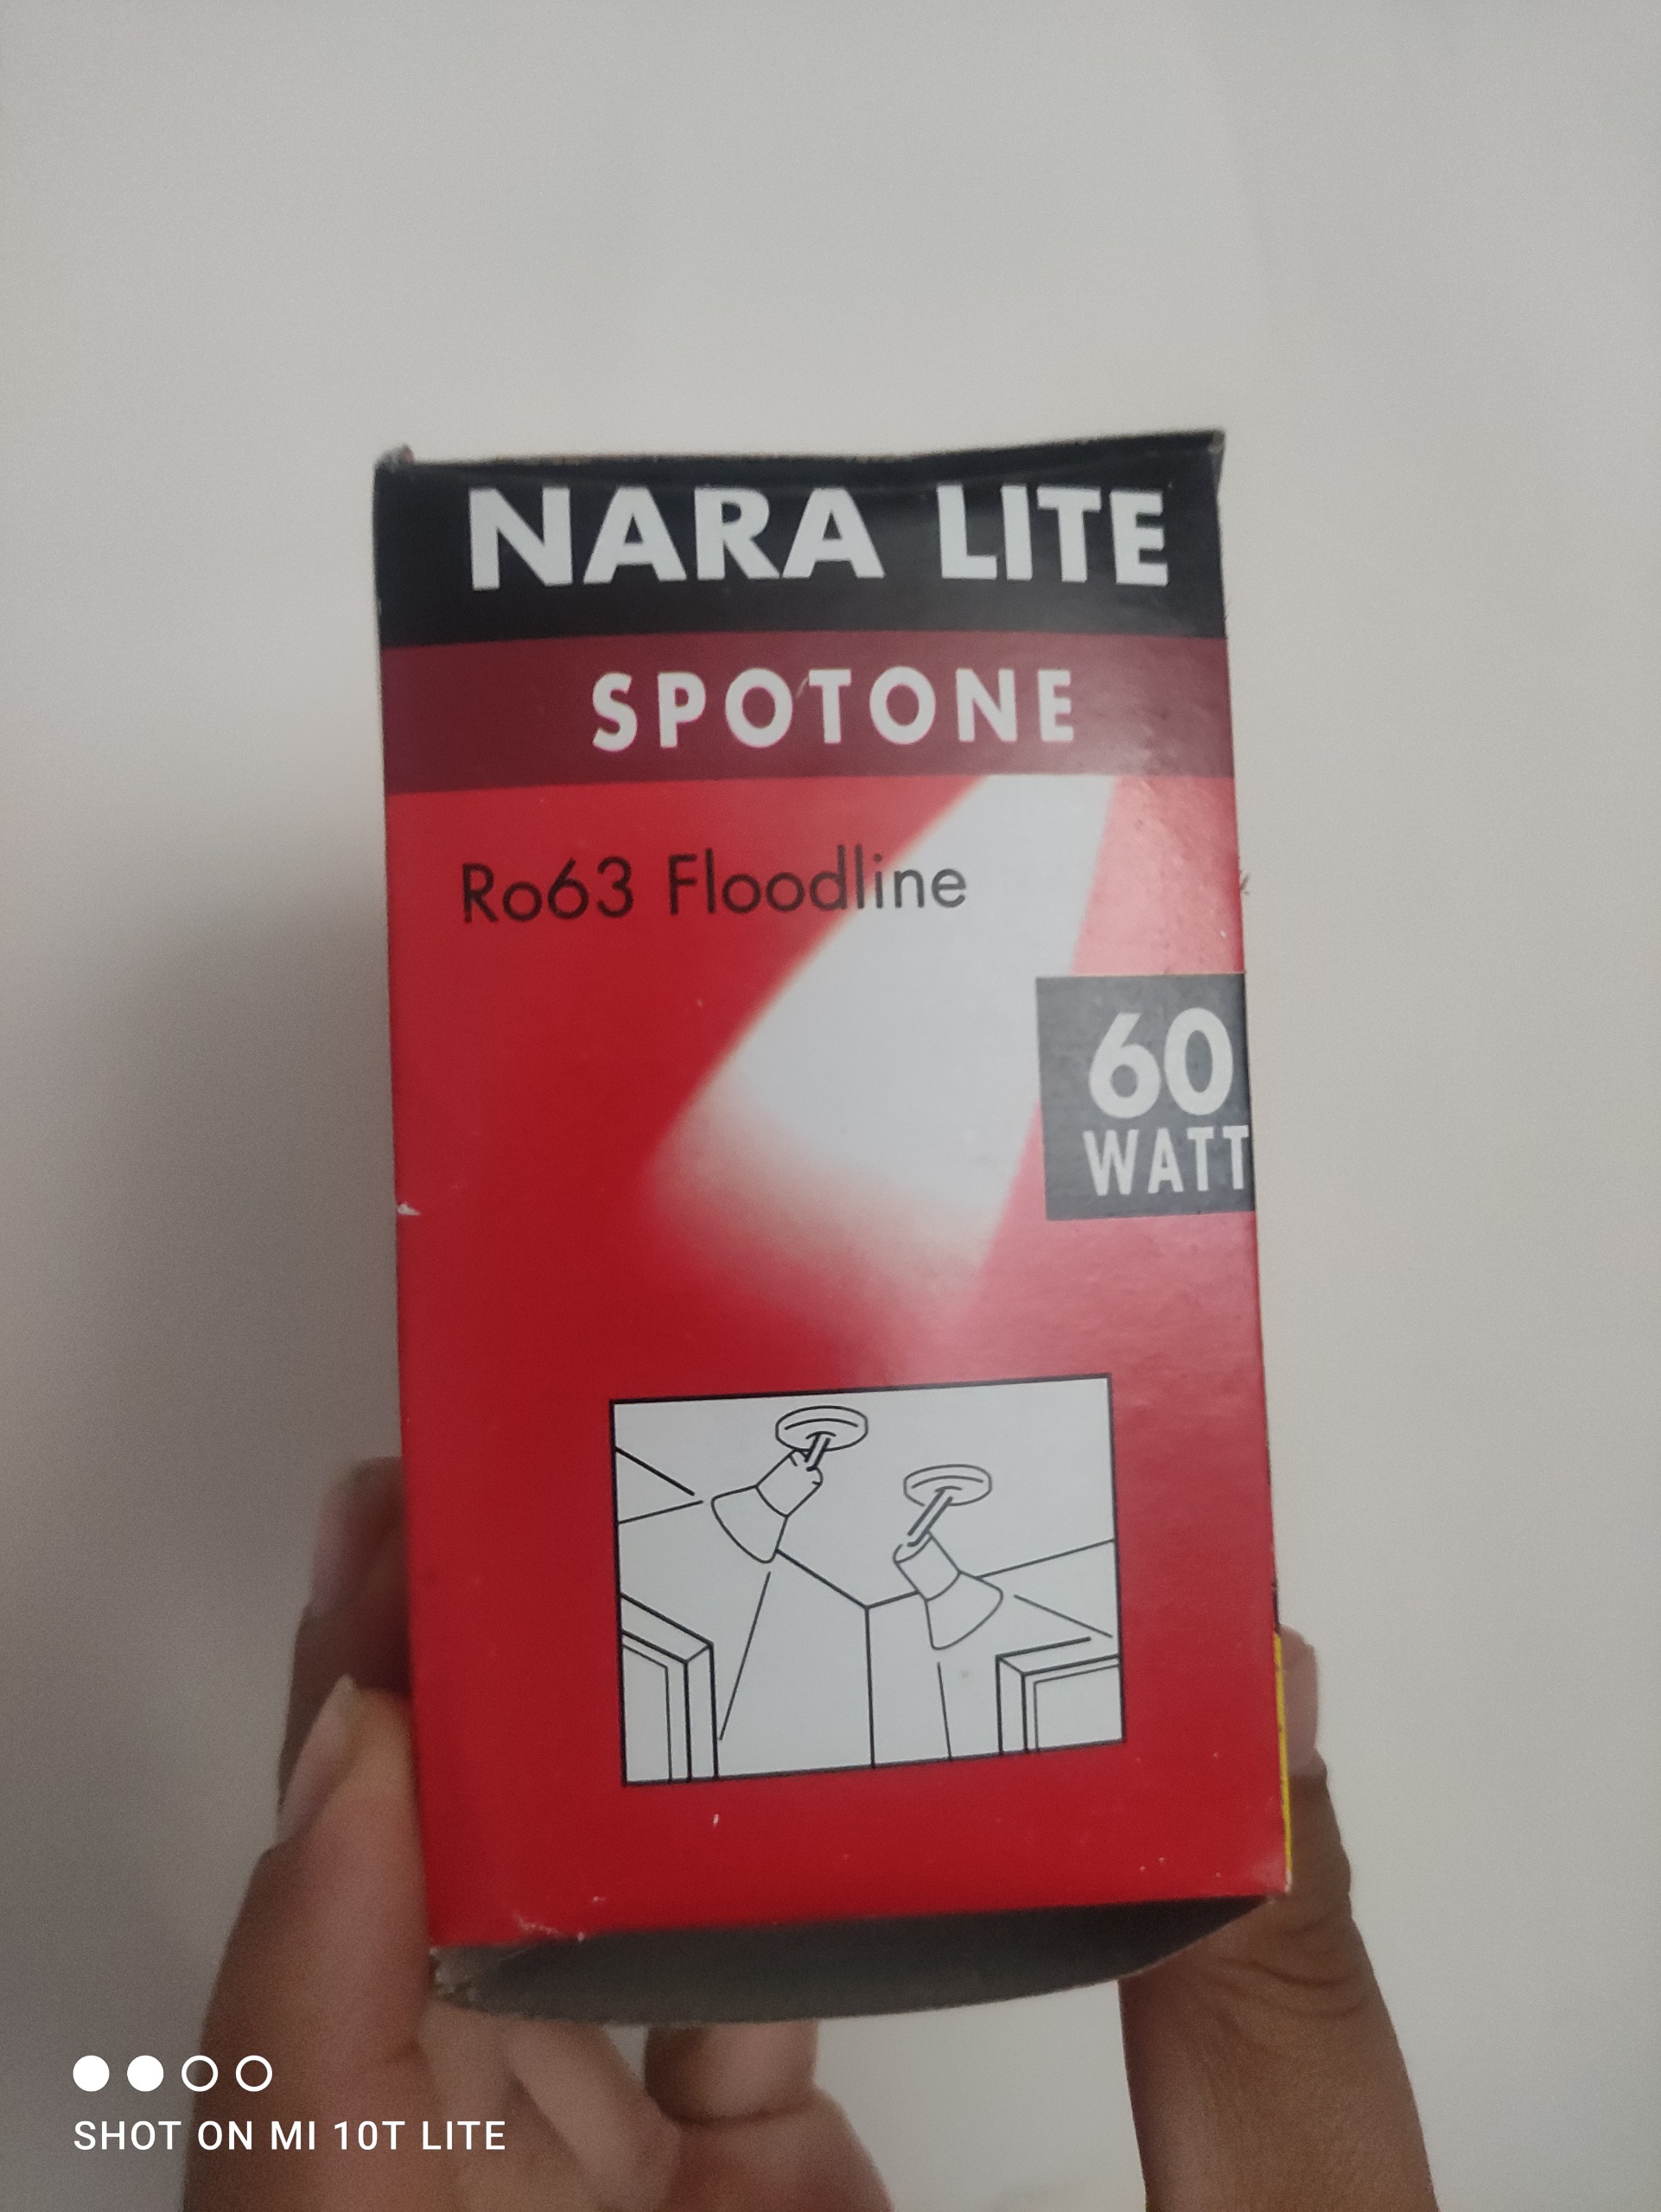 NARA LITE
SPOTONE
Ro63 Floodline
60
WATT
SHOT ON MI 10T LITE